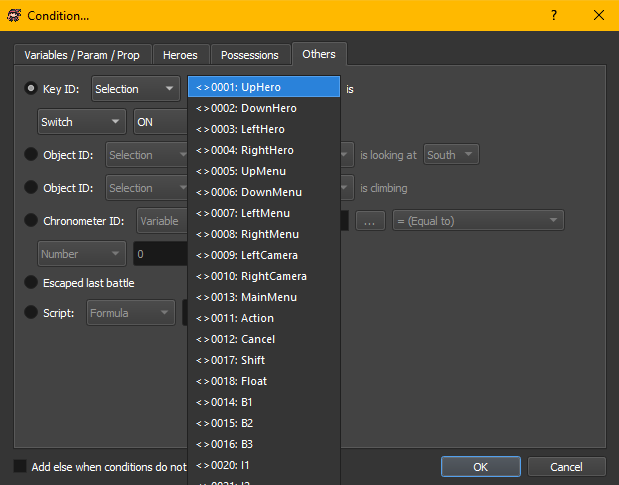 Condition...
?
Variables / Param / Prop Heroes Possessions Others
Key ID: Selection is
Switch ON
Object ID: Selection is looking at South
Object ID: Selection is climbing
Chronometer ID: Variable ... = (Equal to)
Number 0
Escaped last battle
Script: Formula
<>0001: UpHero
<>0002: DownHero
<>0003: LeftHero
<>0004: RightHero
<>0005: UpMenu
<>0006: DownMenu
<>0007: LeftMenu
<>0008: RightMenu
<>0009: LeftCamera
<>0010: RightCamera
<>0013: MainMenu
<>0011: Action
<>0012: Cancel
<>0017: Shift
<>0018: Float
<>0014: B1
<>0015: B2
<>0016: B3
<>0020: I1
Add else when conditions do not
OK Cancel